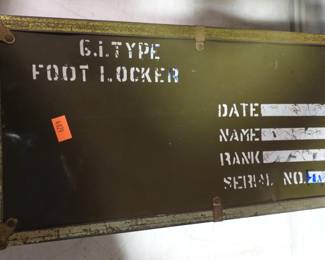 G.I. TYPE
FOOT LOCKER
DATE
NAME
RANK
SERIAL NO.